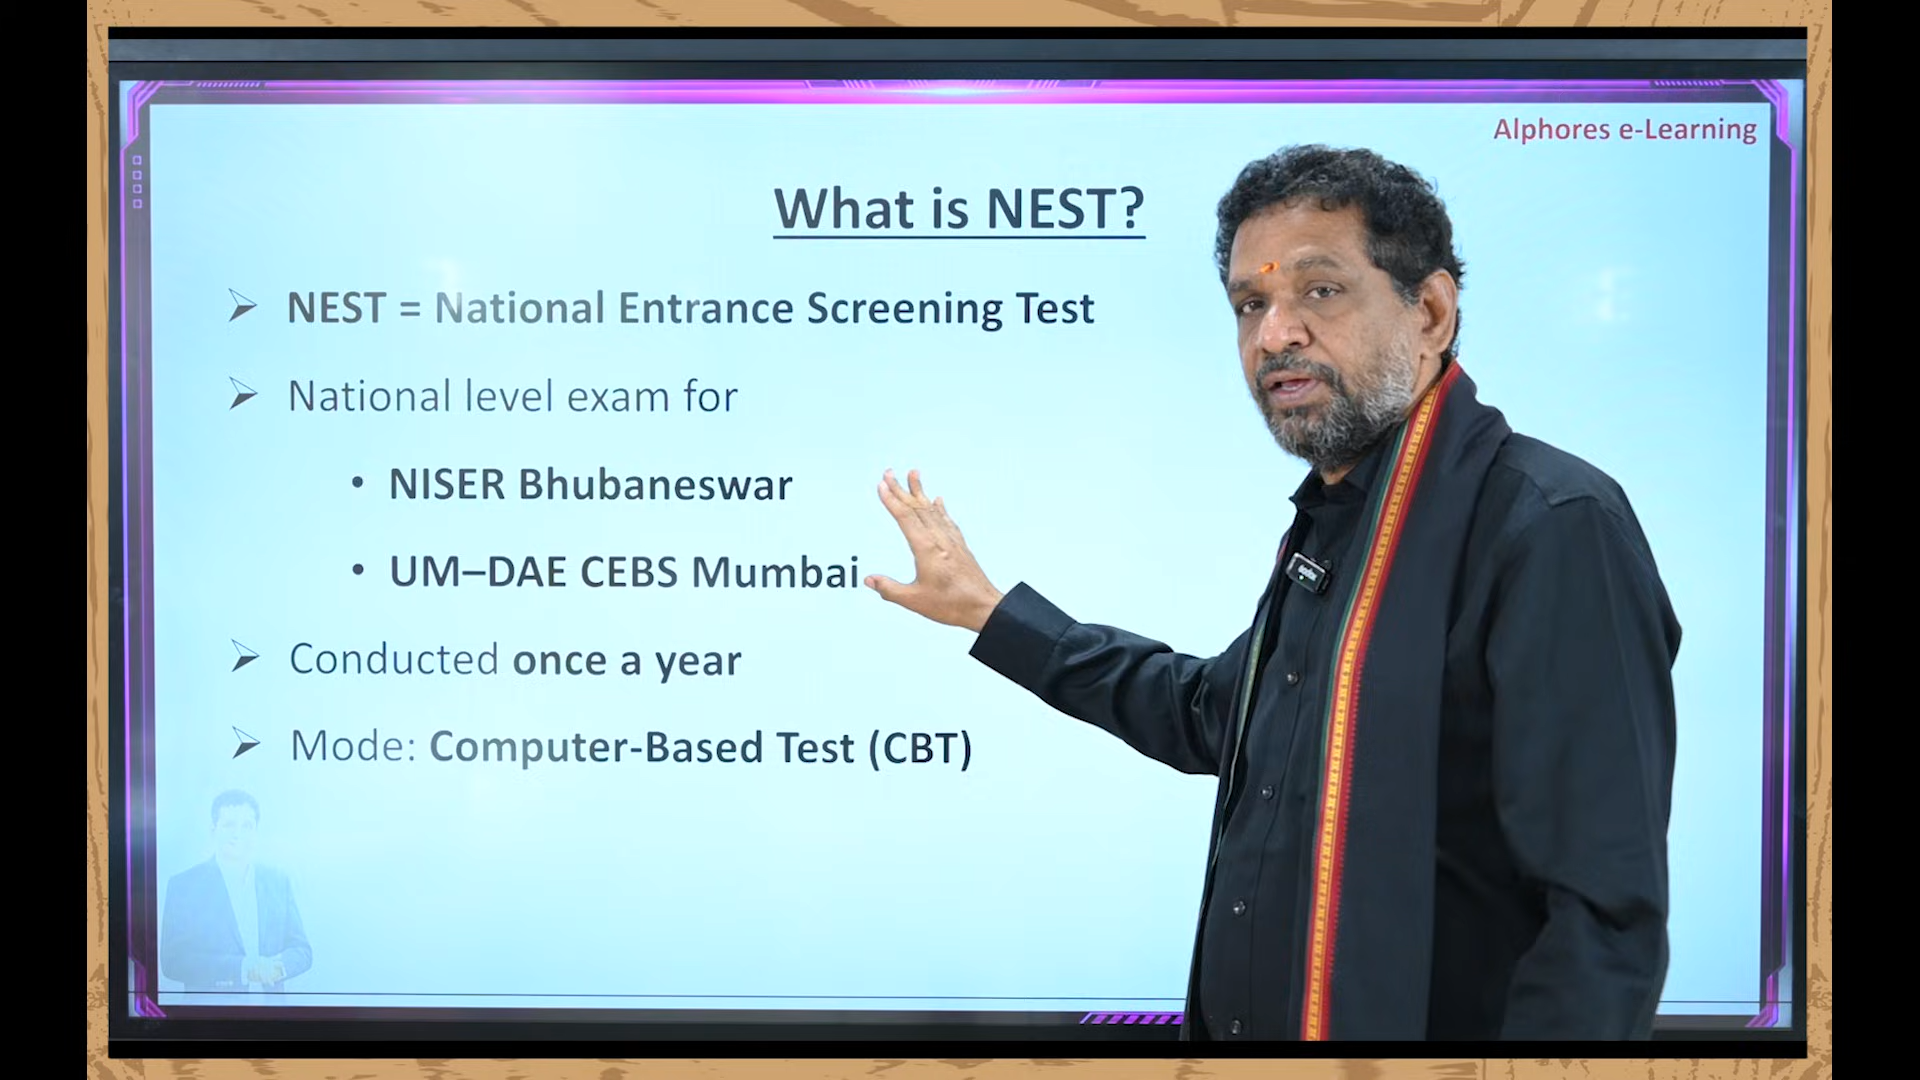 Alphores e-Learning
What is NEST?
NEST = National Entrance Screening Test
National level exam for
• NISER Bhubaneswar
• UM–DAE CEBS Mumbai
Conducted once a year
Mode: Computer-Based Test (CBT)